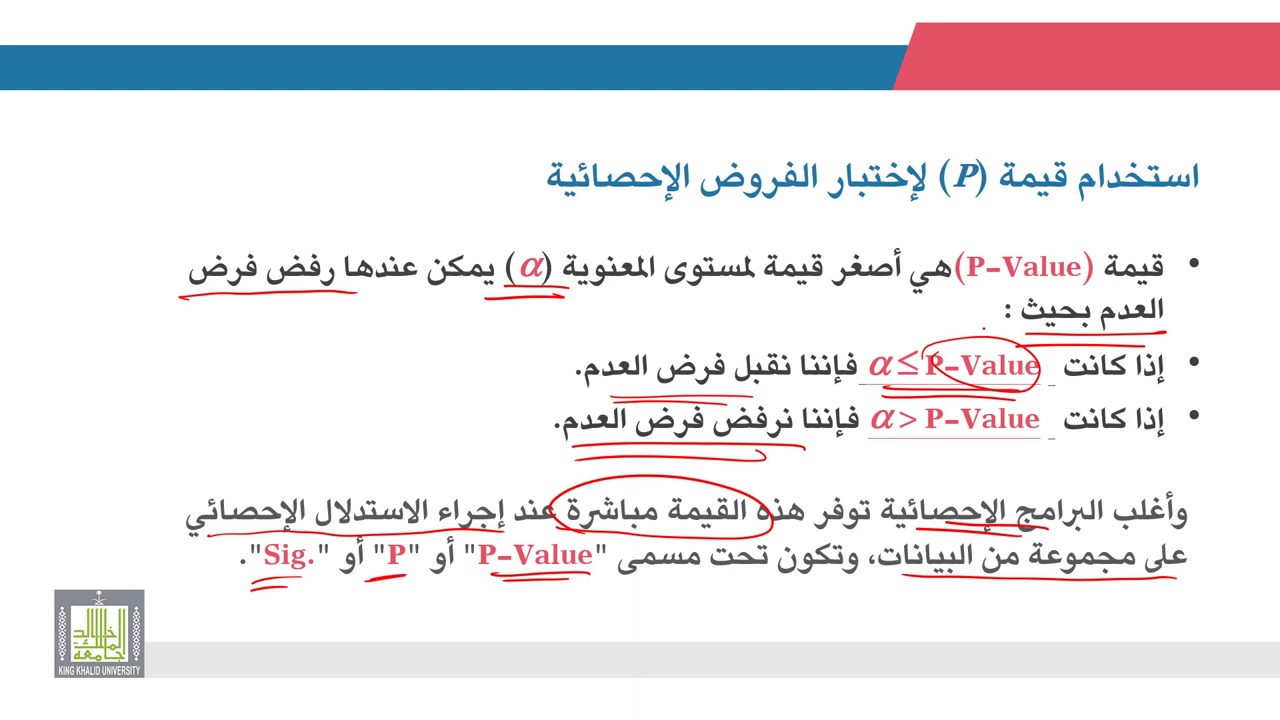 استخدام قيمة (P) لإختبار الفروض الإحصائية
• قيمة (P-Value) هي أصغر قيمة لمستوى المعنوية (α) يمكن عندها رفض فرض
العدم بحيث :
• إذا كانت α ≤ P-Value فإننا نقبل فرض العدم.
• إذا كانت α > P-Value فإننا نرفض فرض العدم.
وأغلب البرامج الإحصائية توفر هذه القيمة مباشرة عند إجراء الاستدلال الإحصائي
على مجموعة من البيانات، وتكون تحت مسمى "P-Value" أو "P" أو "Sig.".
جامعة الملك خالد
KING KHALID UNIVERSITY